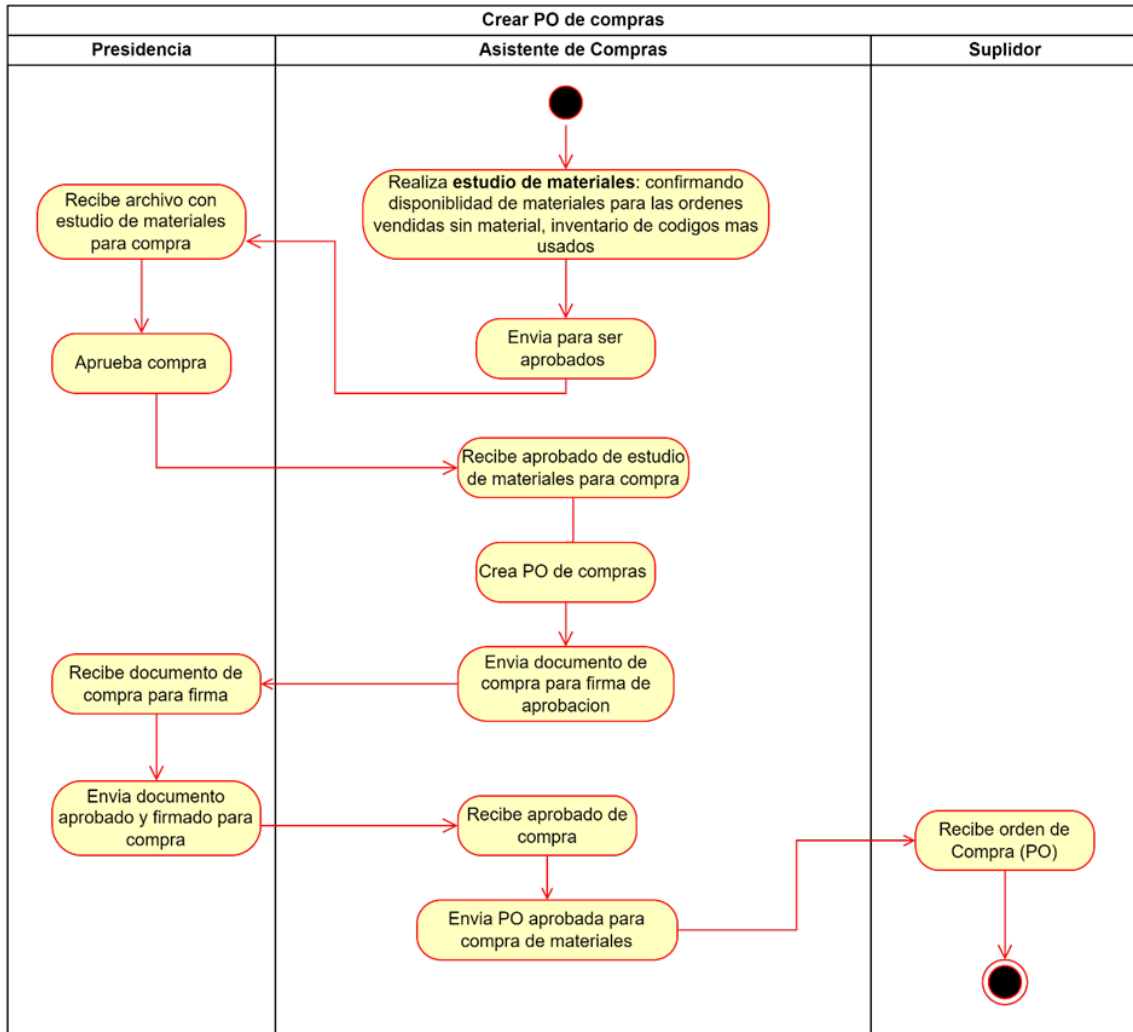 Crear PO de compras
Presidencia
Asistente de Compras
Suplidor
Realiza estudio de materiales: confirmando
disponiblidad de materiales para las ordenes
vendidas sin material, inventario de codigos mas
usados
Recibe archivo con
estudio de materiales
para compra
Envia para ser
aprobados
Aprueba compra
Recibe aprobado de estudio
de materiales para compra
Crea PO de compras
Envia documento de
compra para firma de
aprobacion
Recibe documento de
compra para firma
Envia documento
aprobado y firmado para
compra
Recibe aprobado de
compra
Envia PO aprobada para
compra de materiales
Recibe orden de
Compra (PO)